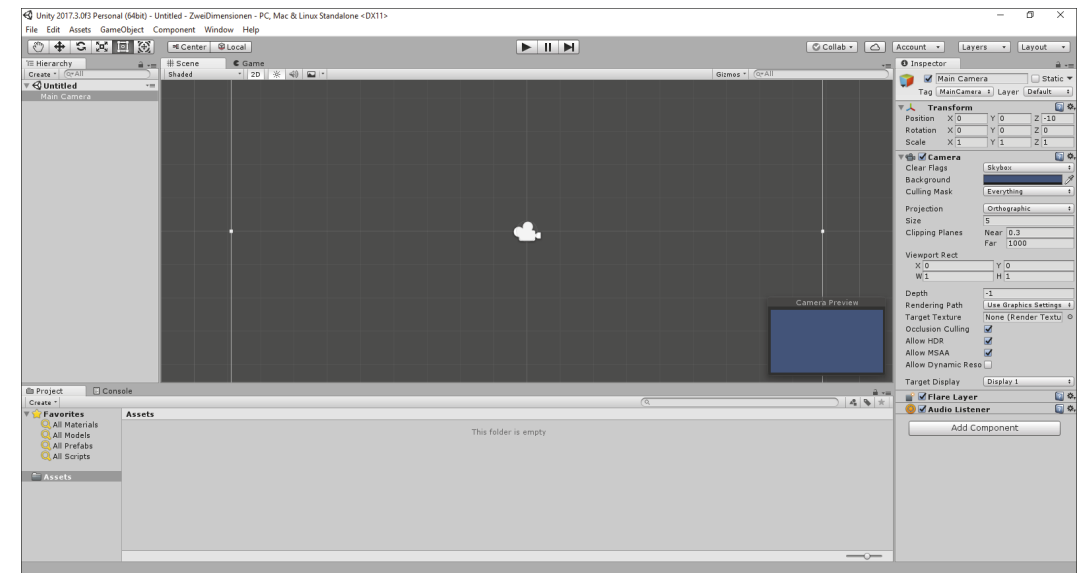 Unity 2017.3.0f3 Personal (64bit) - Untitled - ZweiDimensionen - PC, Mac & Linux Standalone <DX11>
File Edit Assets GameObject Component Window Help
Center Local Collab Account Layers Layout
Hierarchy
Create All
Untitled
Main Camera
Scene Game
Shaded 2D Gizmos All
Camera Preview
Inspector
Main Camera Static
Tag MainCamera Layer Default
Transform
Position X 0 Y 0 Z -10
Rotation X 0 Y 0 Z 0
Scale X 1 Y 1 Z 1
Camera
Clear Flags Skybox
Background
Culling Mask Everything
Projection Orthographic
Size 5
Clipping Planes Near 0.3
Far 1000
Viewport Rect
X 0 Y 0
W 1 H 1
Depth -1
Rendering Path Use Graphics Settings
Target Texture None (Render Textu
Occlusion Culling
Allow HDR
Allow MSAA
Allow Dynamic Reso
Target Display Display 1
Flare Layer
Audio Listener
Add Component
Project Console
Create
Favorites
All Materials
All Models
All Prefabs
All Scripts
Assets
Assets
This folder is empty